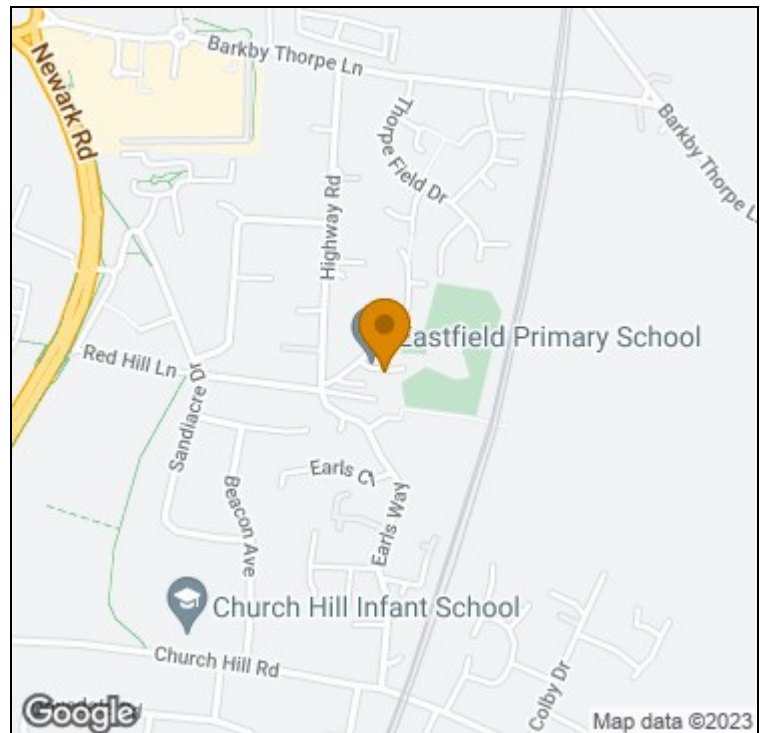 Barkby Thorpe Ln
Newark Rd
Thorpe Field Dr
Barkby Thorpe
Highway Rd
Eastfield Primary School
Red Hill Ln
Sandiacre Dr
Earls
Beacon Ave
Earls Way
Church Hill Infant School
Church Hill Rd
Colby Dr
Google
Map data ©2023